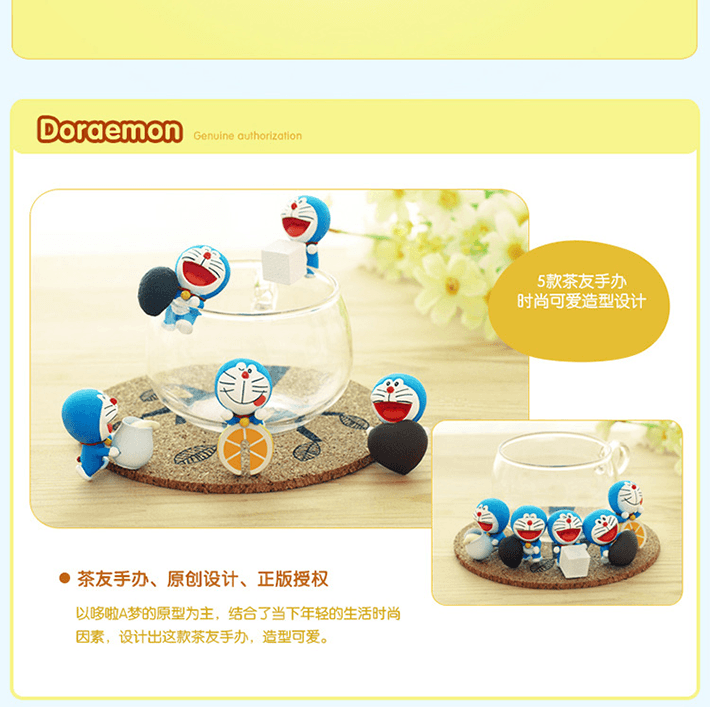 Doraemon Genuine authorization
5款茶友手办
时尚可爱造型设计
● 茶友手办、原创设计、正版授权
以哆啦A梦的原型为主，结合了当下年轻的生活时尚
因素，设计出这款茶友手办，造型可爱。